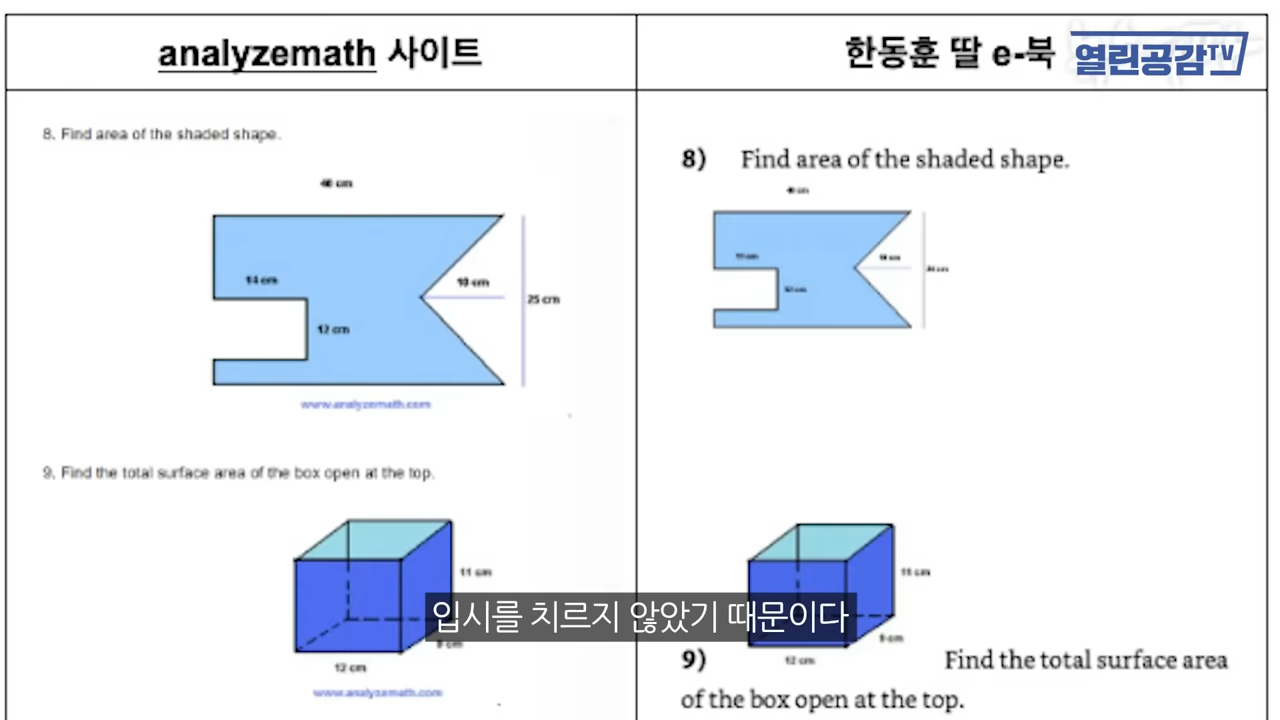 analyzemath 사이트
한동훈 딸 e-북
열린공감TV
8. Find area of the shaded shape.
40 cm
14 cm
10 cm
25 cm
12 cm
www.analyzemath.com
9. Find the total surface area of the box open at the top.
11 cm
9 cm
12 cm
www.analyzemath.com
8) Find area of the shaded shape.
9) Find the total surface area
of the box open at the top.
12 cm
9 cm
입시를 치르지 않았기 때문이다